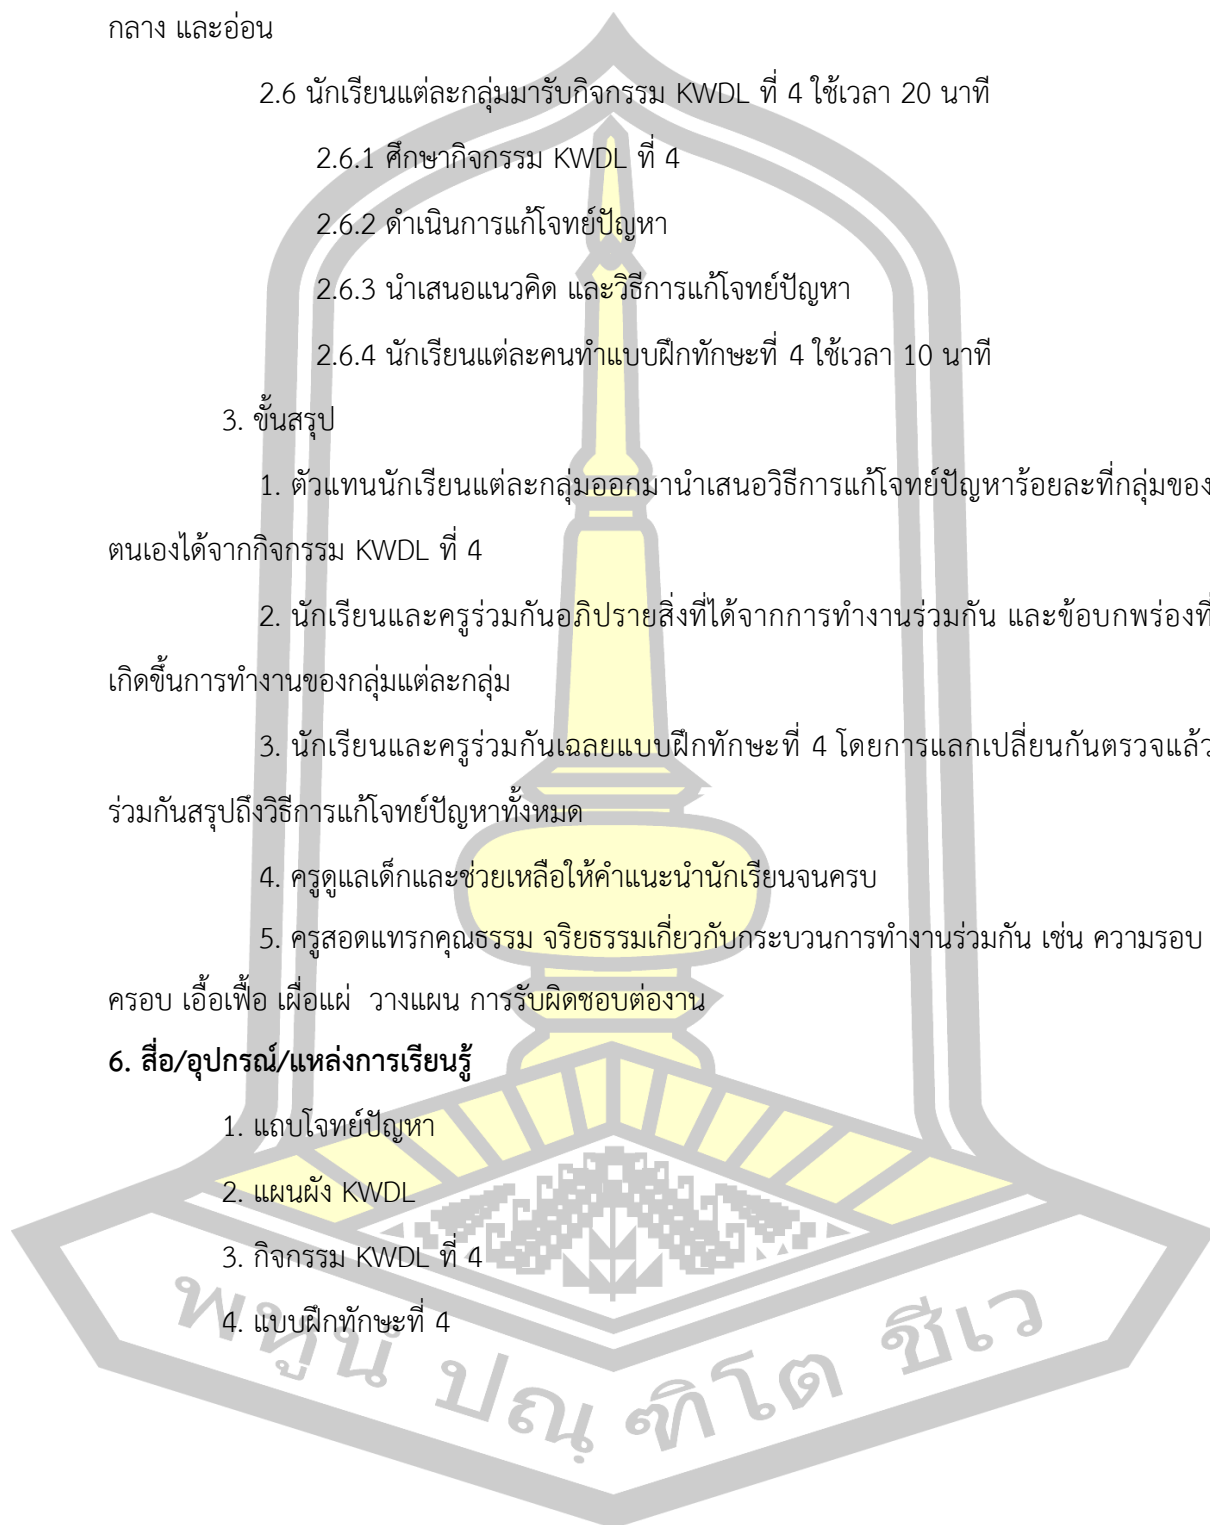 กลาง และอ่อน
2.6 นักเรียนแต่ละกลุ่มมารับกิจกรรม KWDL ที่ 4 ใช้เวลา 20 นาที
2.6.1 ศึกษากิจกรรม KWDL ที่ 4
2.6.2 ดำเนินการแก้โจทย์ปัญหา
2.6.3 นำเสนอแนวคิด และวิธีการแก้โจทย์ปัญหา
2.6.4 นักเรียนแต่ละคนทำแบบฝึกทักษะที่ 4 ใช้เวลา 10 นาที
3. ขั้นสรุป
1. ตัวแทนนักเรียนแต่ละกลุ่มออกมานำเสนอวิธีการแก้โจทย์ปัญหาร้อยละที่กลุ่มของ
ตนเองได้จากกิจกรรม KWDL ที่ 4
2. นักเรียนและครูร่วมกันอภิปรายสิ่งที่ได้จากการทำงานร่วมกัน และข้อบกพร่องที่
เกิดขึ้นการทำงานของกลุ่มแต่ละกลุ่ม
3. นักเรียนและครูร่วมกันเฉลยแบบฝึกทักษะที่ 4 โดยการแลกเปลี่ยนกันตรวจแล้ว
ร่วมกันสรุปถึงวิธีการแก้โจทย์ปัญหาทั้งหมด
4. ครูดูแลเด็กและช่วยเหลือให้คำแนะนำนักเรียนจนครบ
5. ครูสอดแทรกคุณธรรม จริยธรรมเกี่ยวกับกระบวนการทำงานร่วมกัน เช่น ความรอบ
ครอบ เอื้อเฟื้อ เผื่อแผ่ วางแผน การรับผิดชอบต่องาน
6. สื่อ/อุปกรณ์/แหล่งการเรียนรู้
1. แถบโจทย์ปัญหา
2. แผนผัง KWDL
3. กิจกรรม KWDL ที่ 4
4. แบบฝึกทักษะที่ 4
พหูนํ ปณฺฑิโต ชีเว